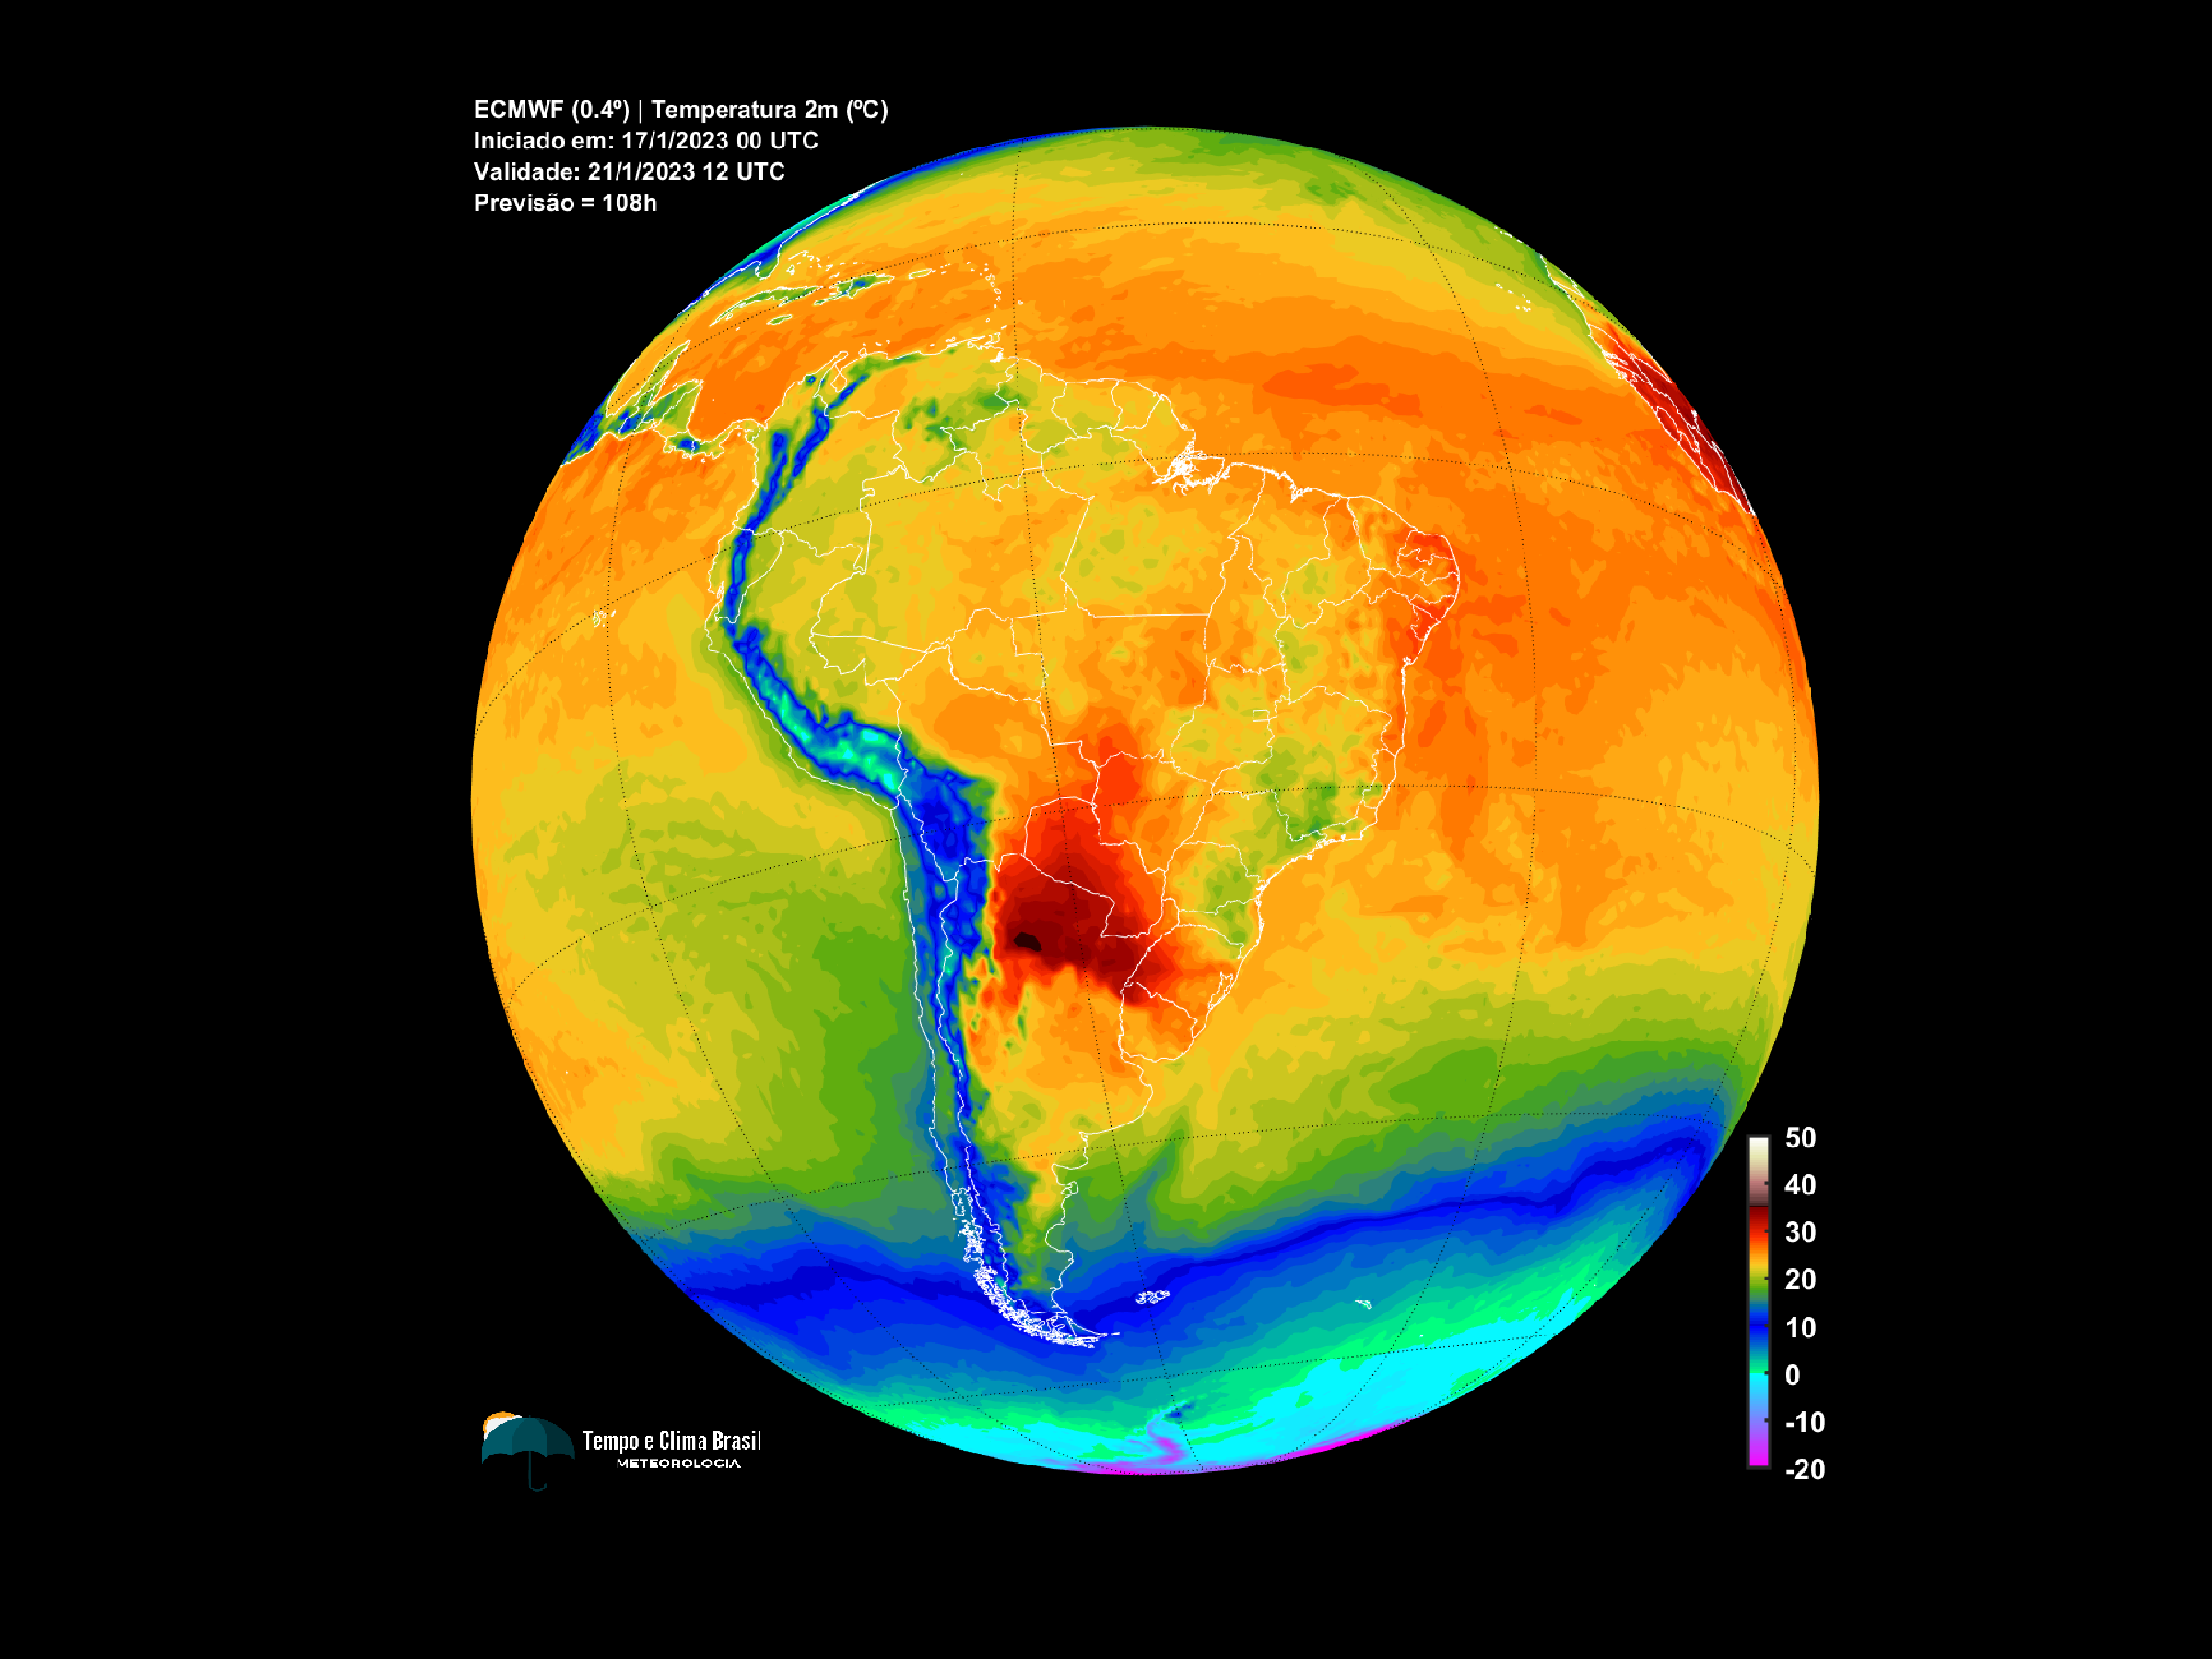 ECMWF (0.4º) | Temperatura 2m (ºC)
Iniciado em: 17/1/2023 00 UTC
Validade: 21/1/2023 12 UTC
Previsão = 108h
50
40
30
20
10
0
-10
-20
Tempo e Clima Brasil
METEOROLOGIA